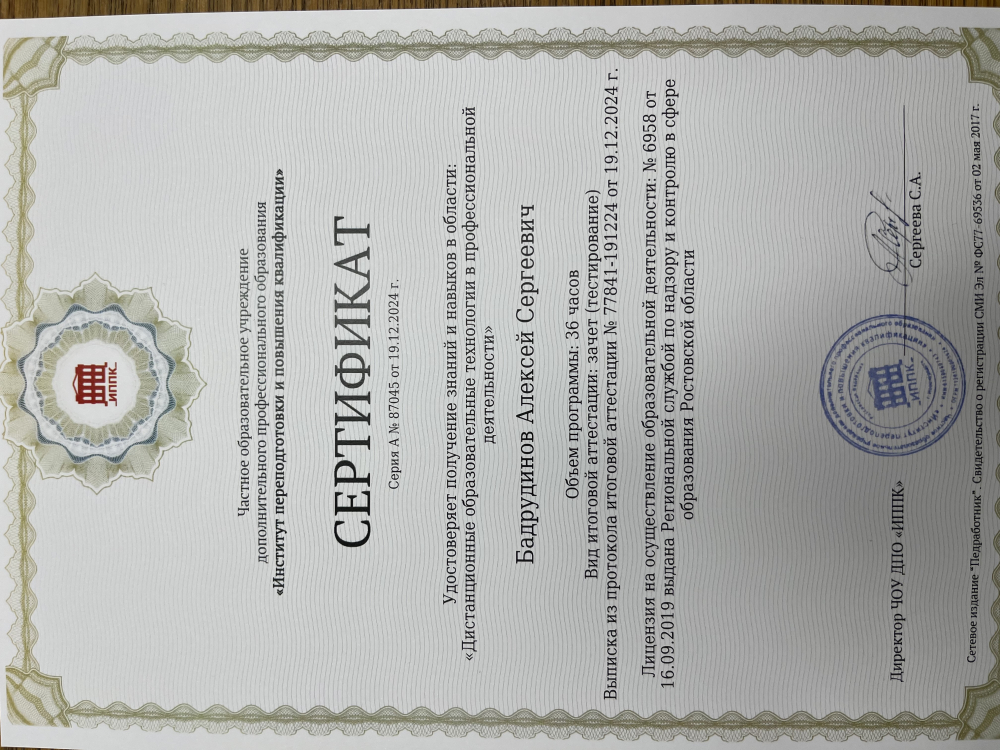 ИППК
Частное образовательное учреждение
дополнительного профессионального образования
«Институт переподготовки и повышения квалификации»
СЕРТИФИКАТ
Серия А № 87045 от 19.12.2024 г.
Удостоверяет получение знаний и навыков в области:
«Дистанционные образовательные технологии в профессиональной
деятельности»
Бадрудинов Алексей Сергеевич
Объем программы: 36 часов
Вид итоговой аттестации: зачет (тестирование)
Выписка из протокола итоговой аттестации № 77841-191224 от 19.12.2024 г.
Лицензия на осуществление образовательной деятельности: № 6958 от
16.09.2019 выдана Региональной службой по надзору и контролю в сфере
образования Ростовской области
Директор ЧОУ ДПО «ИППК»
ИППК
Сергеева С.А.
Сетевое издание "Педработник". Свидетельство о регистрации СМИ Эл № ФС77-69536 от 02 мая 2017 г.